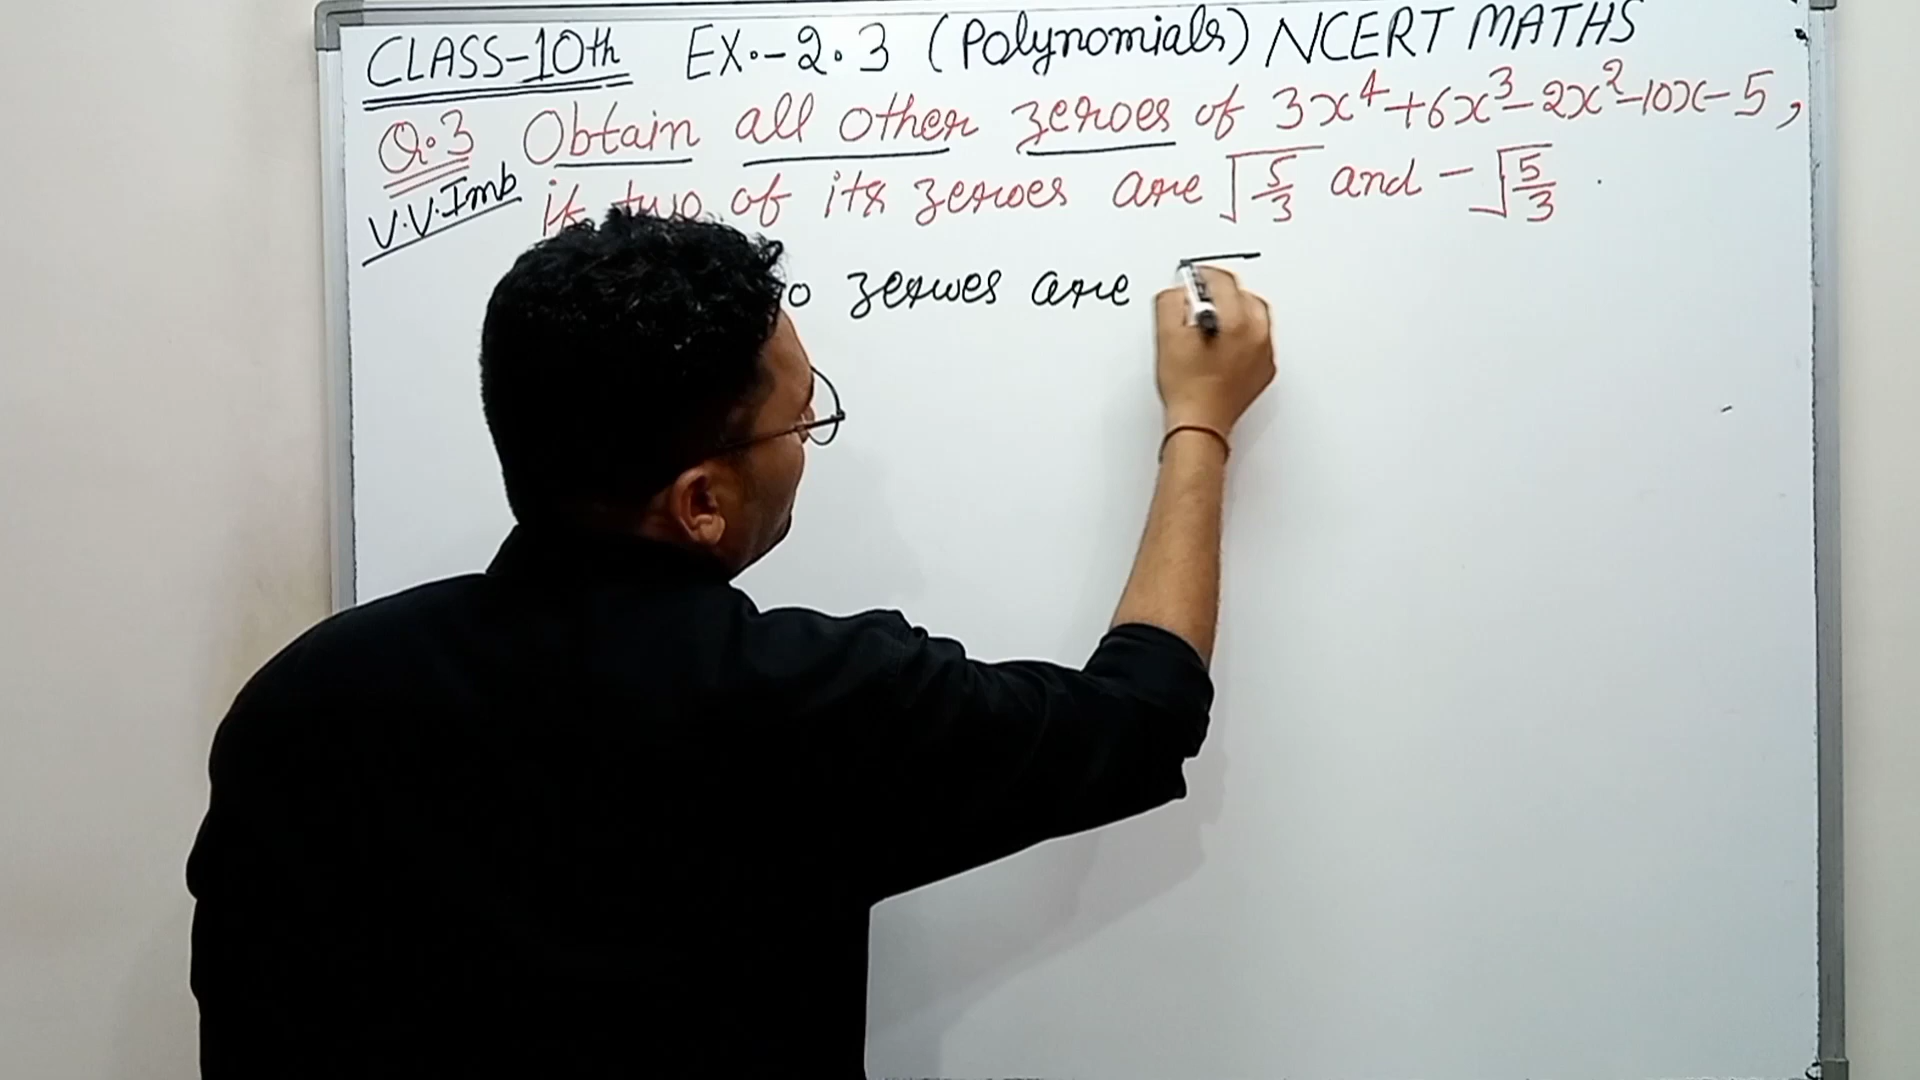 CLASS-10th EX.-2.3 (Polynomials) NCERT MATHS
Q.3 Obtain all other zeroes of 3x⁴+6x³-2x²-10x-5,
V.V.Imb if two of its zeroes are √5/3 and -√5/3.
zeroes are